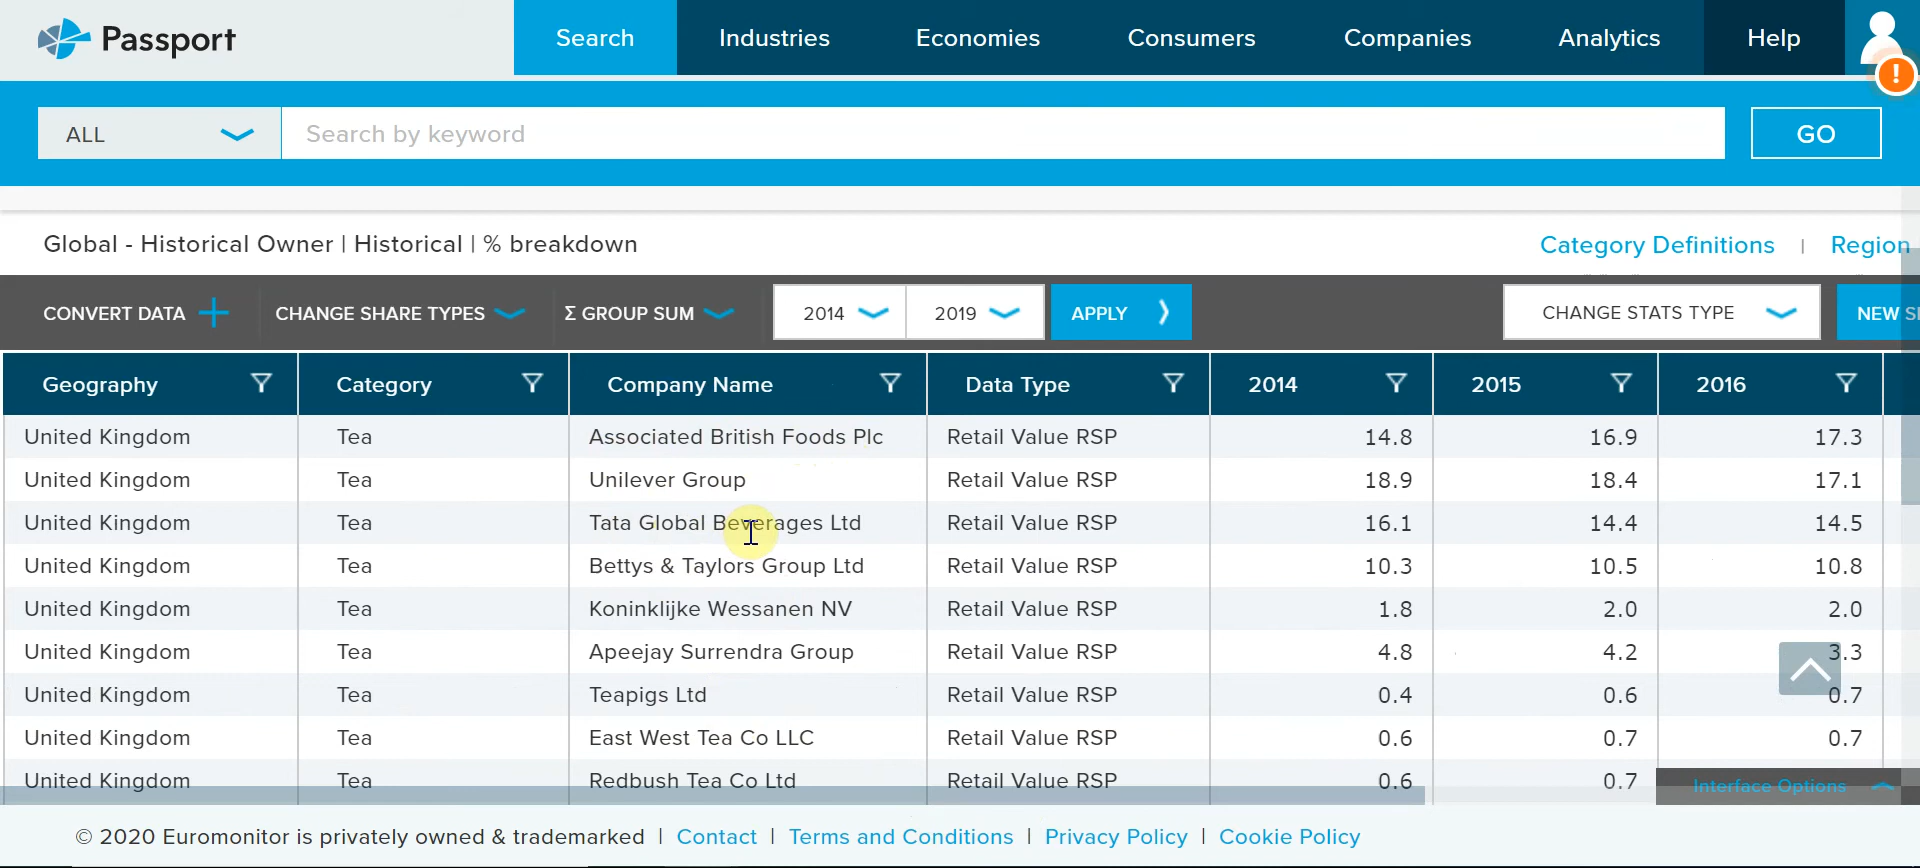 Passport
Search Industries Economies Consumers Companies Analytics Help
!
ALL Search by keyword GO
Global - Historical Owner | Historical | % breakdown Category Definitions | Region
CONVERT DATA CHANGE SHARE TYPES Σ GROUP SUM 2014 2019 APPLY CHANGE STATS TYPE NEW
Geography Category Company Name Data Type 2014 2015 2016
United Kingdom Tea Associated British Foods Plc Retail Value RSP 14.8 16.9 17.3
United Kingdom Tea Unilever Group Retail Value RSP 18.9 18.4 17.1
United Kingdom Tea Tata Global Beverages Ltd Retail Value RSP 16.1 14.4 14.5
United Kingdom Tea Bettys & Taylors Group Ltd Retail Value RSP 10.3 10.5 10.8
United Kingdom Tea Koninklijke Wessanen NV Retail Value RSP 1.8 2.0 2.0
United Kingdom Tea Apeejay Surrendra Group Retail Value RSP 4.8 4.2 3.3
United Kingdom Tea Teapigs Ltd Retail Value RSP 0.4 0.6 0.7
United Kingdom Tea East West Tea Co LLC Retail Value RSP 0.6 0.7 0.7
United Kingdom Tea Redbush Tea Co Ltd Retail Value RSP 0.6 0.7
Interface Options
© 2020 Euromonitor is privately owned & trademarked | Contact | Terms and Conditions | Privacy Policy | Cookie Policy